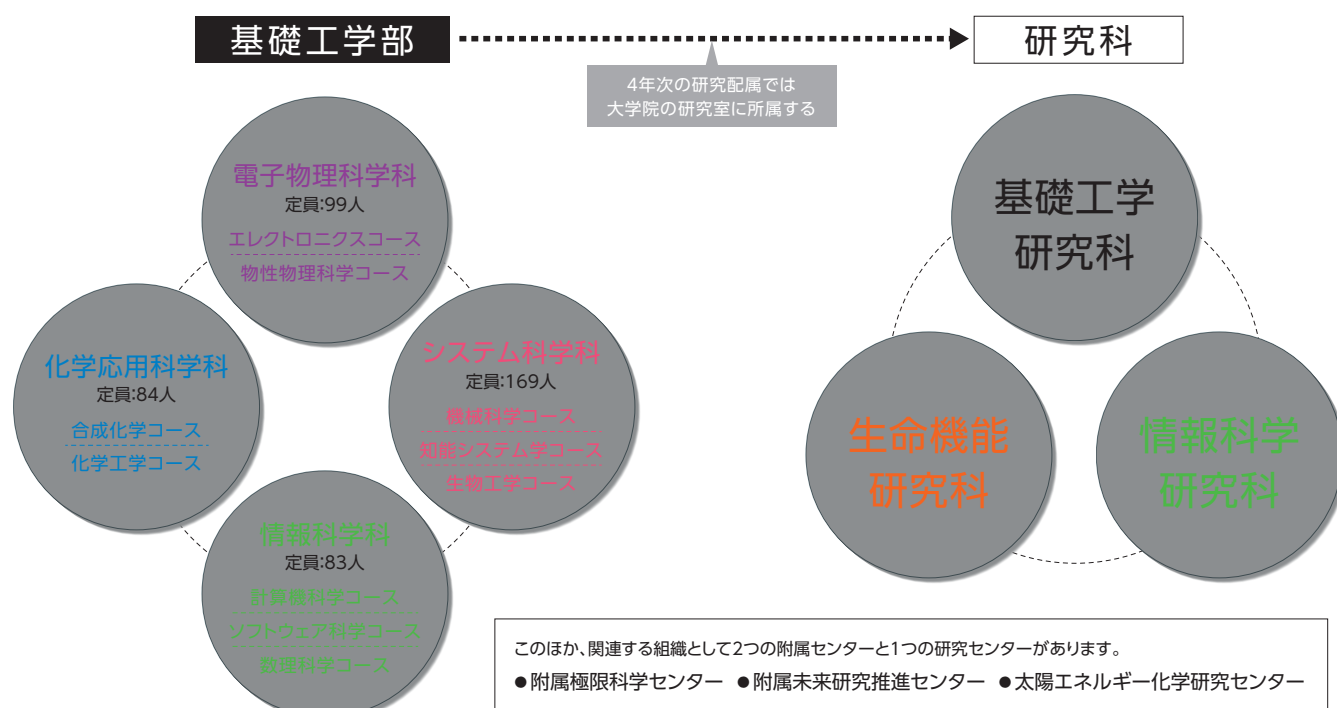 基礎工学部
研究科
4年次の研究配属では
大学院の研究室に所属する
電子物理科学科
定員:99人
エレクトロニクスコース
物性物理科学コース
化学応用科学科
定員:84人
合成化学コース
化学工学コース
システム科学科
定員:169人
機械科学コース
知能システム学コース
生物工学コース
情報科学科
定員:83人
計算機科学コース
ソフトウェア科学コース
数理科学コース
基礎工学
研究科
生命機能
研究科
情報科学
研究科
このほか、関連する組織として2つの附属センターと1つの研究センターがあります。
●附属極限科学センター ●附属未来研究推進センター ●太陽エネルギー化学研究センター